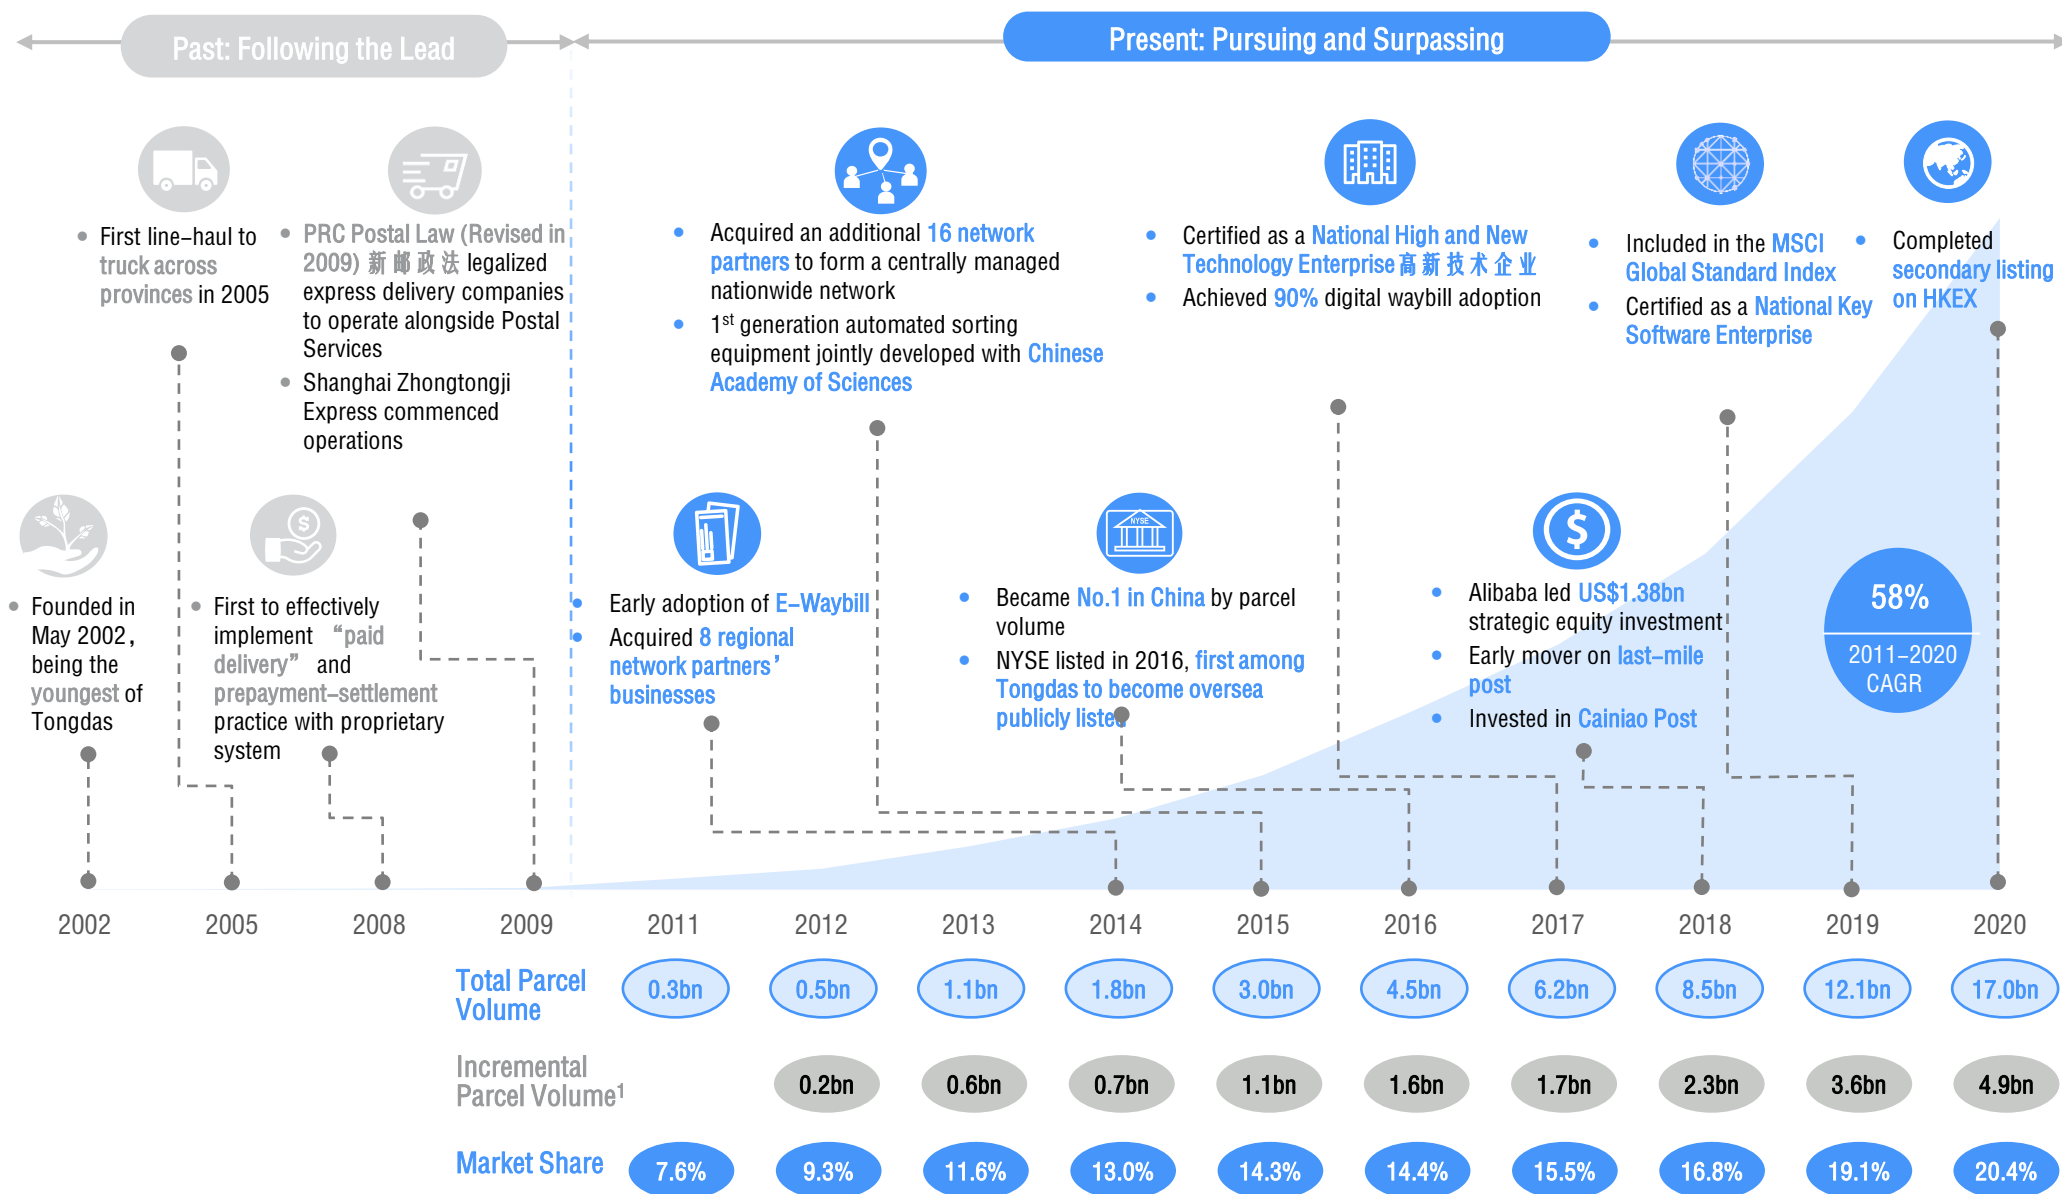 Past: Following the Lead
Present: Pursuing and Surpassing
First line-haul to
truck across
provinces in 2005
PRC Postal Law (Revised in
2009) 新邮政法 legalized
express delivery companies
to operate alongside Postal
Services
Shanghai Zhongtongji
Express commenced
operations
Acquired an additional 16 network
partners to form a centrally managed
nationwide network
1st generation automated sorting
equipment jointly developed with Chinese
Academy of Sciences
Certified as a National High and New
Technology Enterprise 高新技术企业
Achieved 90% digital waybill adoption
Included in the MSCI
Global Standard Index
Certified as a National Key
Software Enterprise
Completed
secondary listing
on HKEX
Founded in
May 2002,
being the
youngest of
Tongdas
First to effectively
implement “paid
delivery” and
prepayment-settlement
practice with proprietary
system
Early adoption of E-Waybill
Acquired 8 regional
network partners’
businesses
NYSE
Became No.1 in China by parcel
volume
NYSE listed in 2016, first among
Tongdas to become oversea
publicly listed
$
$
Alibaba led US$1.38bn
strategic equity investment
Early mover on last-mile
post
Invested in Cainiao Post
58%
2011-2020
CAGR
2002 2005 2008 2009 2011 2012 2013 2014 2015 2016 2017 2018 2019 2020
Total Parcel
Volume
0.3bn 0.5bn 1.1bn 1.8bn 3.0bn 4.5bn 6.2bn 8.5bn 12.1bn 17.0bn
Incremental
Parcel Volume1
0.2bn 0.6bn 0.7bn 1.1bn 1.6bn 1.7bn 2.3bn 3.6bn 4.9bn
Market Share
7.6% 9.3% 11.6% 13.0% 14.3% 14.4% 15.5% 16.8% 19.1% 20.4%